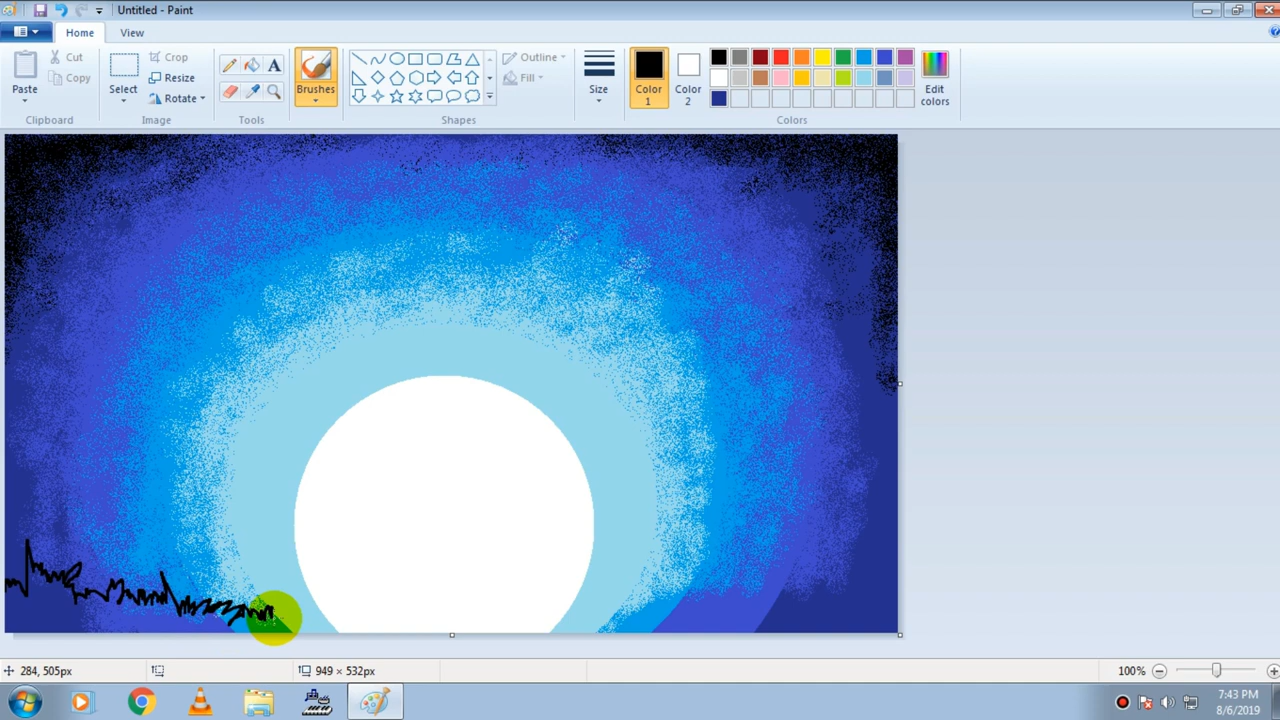 Untitled - Paint
Home View
Paste
Cut
Copy
Clipboard
Select
Crop
Resize
Rotate
Image
A
Tools
Brushes
Outline
Fill
Shapes
Size
Color
1
Color
2
Edit
colors
Colors
284, 505px
949 × 532px
100%
7:43 PM
8/6/2019